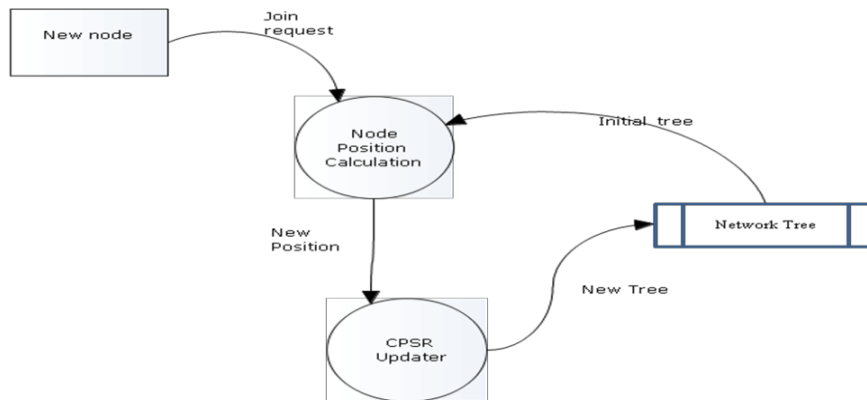 New node
Join
request
Node
Position
Calculation
Initial tree
Network Tree
New
Position
New Tree
CPSR
Updater